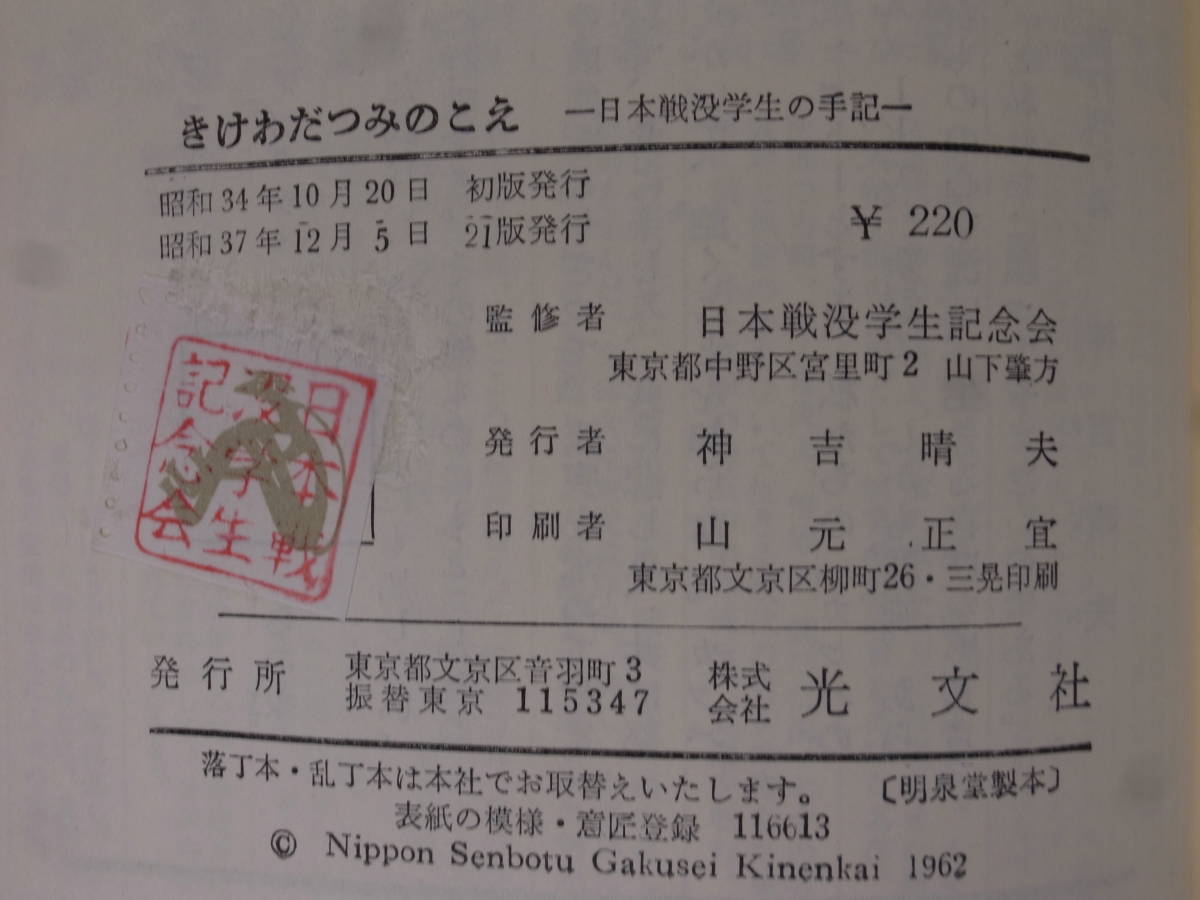 きけわだつみのこえ ―日本戦没学生の手記―
昭和34年10月20日 初版発行
昭和37年12月5日 21版発行
¥ 220
監修者 日本戦没学生記念会
東京都中野区宮里町2 山下肇方
発行者 神吉晴夫
印刷者 山元正宜
東京都文京区柳町26・三晃印刷
日本戦
没学生
記念会
発行所 東京都文京区音羽町3
振替東京 115347
株式会社 光文社
落丁本・乱丁本は本社でお取替えいたします。 〔明泉堂製本〕
表紙の模様・意匠登録 116613
© Nippon Senbotu Gakusei Kinenkai 1962